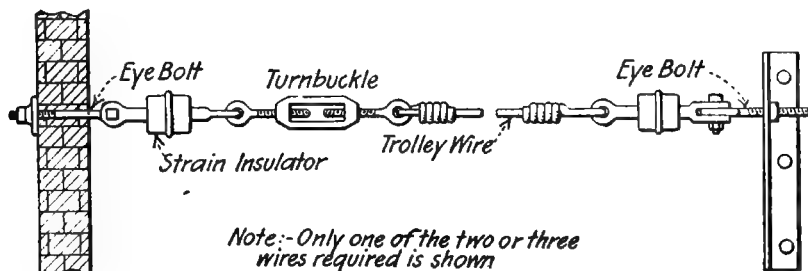 Eye Bolt
Turnbuckle
Eye Bolt
Strain Insulator
Trolley Wire
Note:- Only one of the two or three
wires required is shown